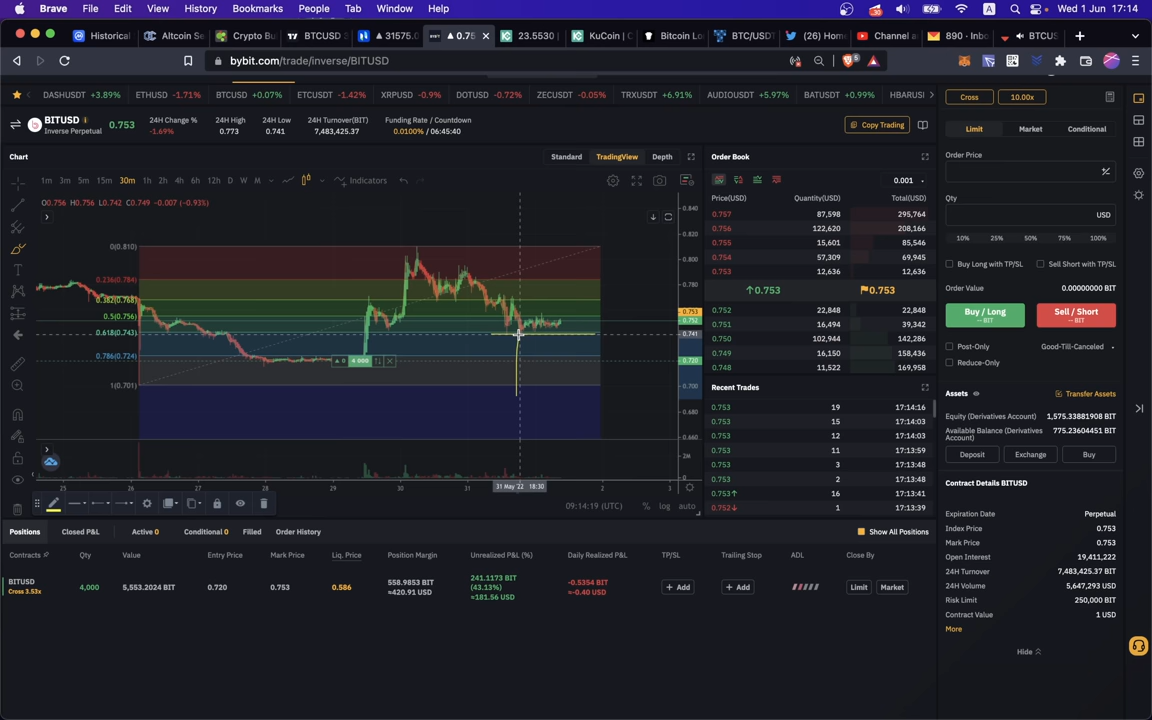 Brave File Edit View History Bookmarks People Tab Window Help A Wed 1 Jun 17:14
Historical Altcoin Se Crypto Bu BTCUSD 31575.0 0.75 23.5530 KuCoin | C Bitcoin Lo BTC/USDT (26) Hom Channel a 890 - Inbo BTCUS
bybit.com/trade/inverse/BITUSD
DASHUSDT +3.89% ETHUSD -1.71% BTCUSD +0.07% ETCUSDT -1.42% XRPUSD -0.9% DOTUSD -0.72% ZECUSDT -0.05% TRXUSDT +6.91% AUDIOUSDT +5.97% BATUSDT +0.99% HBARUSI
BITUSD
Inverse Perpetual
0.753
24H Change %
-1.69%
24H High
0.773
24H Low
0.741
24H Turnover(BIT)
7,483,425.37
Funding Rate / Countdown
0.0100% / 06:45:40
Copy Trading
Chart Standard TradingView Depth
1m 3m 5m 15m 30m 1h 2h 4h 6h 12h D W M Indicators
O0.756 H0.756 L0.742 C0.749 -0.007 (-0.93%)
0(0.810)
0.236(0.784)
0.382(0.768)
0.5(0.756)
0.618(0.743)
0.786(0.724)
1(0.701)
0 4 000
0.840
0.820
0.800
0.780
0.753
0.752
0.741
0.720
0.700
0.680
0.660
2M
0
25 26 27 28 29 30 31 31 May '22 18:30 2 3
09:14:19 (UTC) % log auto
Order Book
0.001
Price(USD) Quantity(USD) Total(USD)
0.757 87,598 295,764
0.756 122,620 208,166
0.755 15,601 85,546
0.754 57,309 69,945
0.753 12,636 12,636
↑0.753 0.753
0.752 22,848 22,848
0.751 16,494 39,342
0.750 102,944 142,286
0.749 16,150 158,436
0.748 11,522 169,958
Recent Trades
0.753 19 17:14:16
0.753 15 17:14:03
0.753 12 17:14:03
0.753 11 17:13:59
0.753 3 17:13:48
0.753 2 17:13:48
0.753↑ 16 17:13:41
0.752↓ 1 17:13:39
Cross 10.00x
Limit Market Conditional
Order Price
Qty
USD
10% 25% 50% 75% 100%
Buy Long with TP/SL Sell Short with TP/SL
Order Value 0.00000000 BIT
Buy / Long
-- BIT
Sell / Short
-- BIT
Post-Only Good-Till-Canceled
Reduce-Only
Assets Transfer Assets
Equity (Derivatives Account) 1,575.33881908 BIT
Available Balance (Derivatives Account) 775.23604451 BIT
Deposit Exchange Buy
Contract Details BITUSD
Expiration Date Perpetual
Index Price 0.753
Mark Price 0.753
Open Interest 19,411,222
24H Turnover 7,483,425.37 BIT
24H Volume 5,647,293 USD
Risk Limit 250,000 BIT
Contract Value 1 USD
More
Hide
Positions Closed P&L Active 0 Conditional 0 Filled Order History Show All Positions
Contracts Qty Value Entry Price Mark Price Liq. Price Position Margin Unrealized P&L (%) Daily Realized P&L TP/SL Trailing Stop ADL Close By
BITUSD
Cross 3.53x
4,000 5,553.2024 BIT 0.720 0.753 0.586
558.9853 BIT
≈420.91 USD
241.1173 BIT
(43.13%)
≈181.56 USD
-0.5354 BIT
≈-0.40 USD
+ Add + Add Limit Market